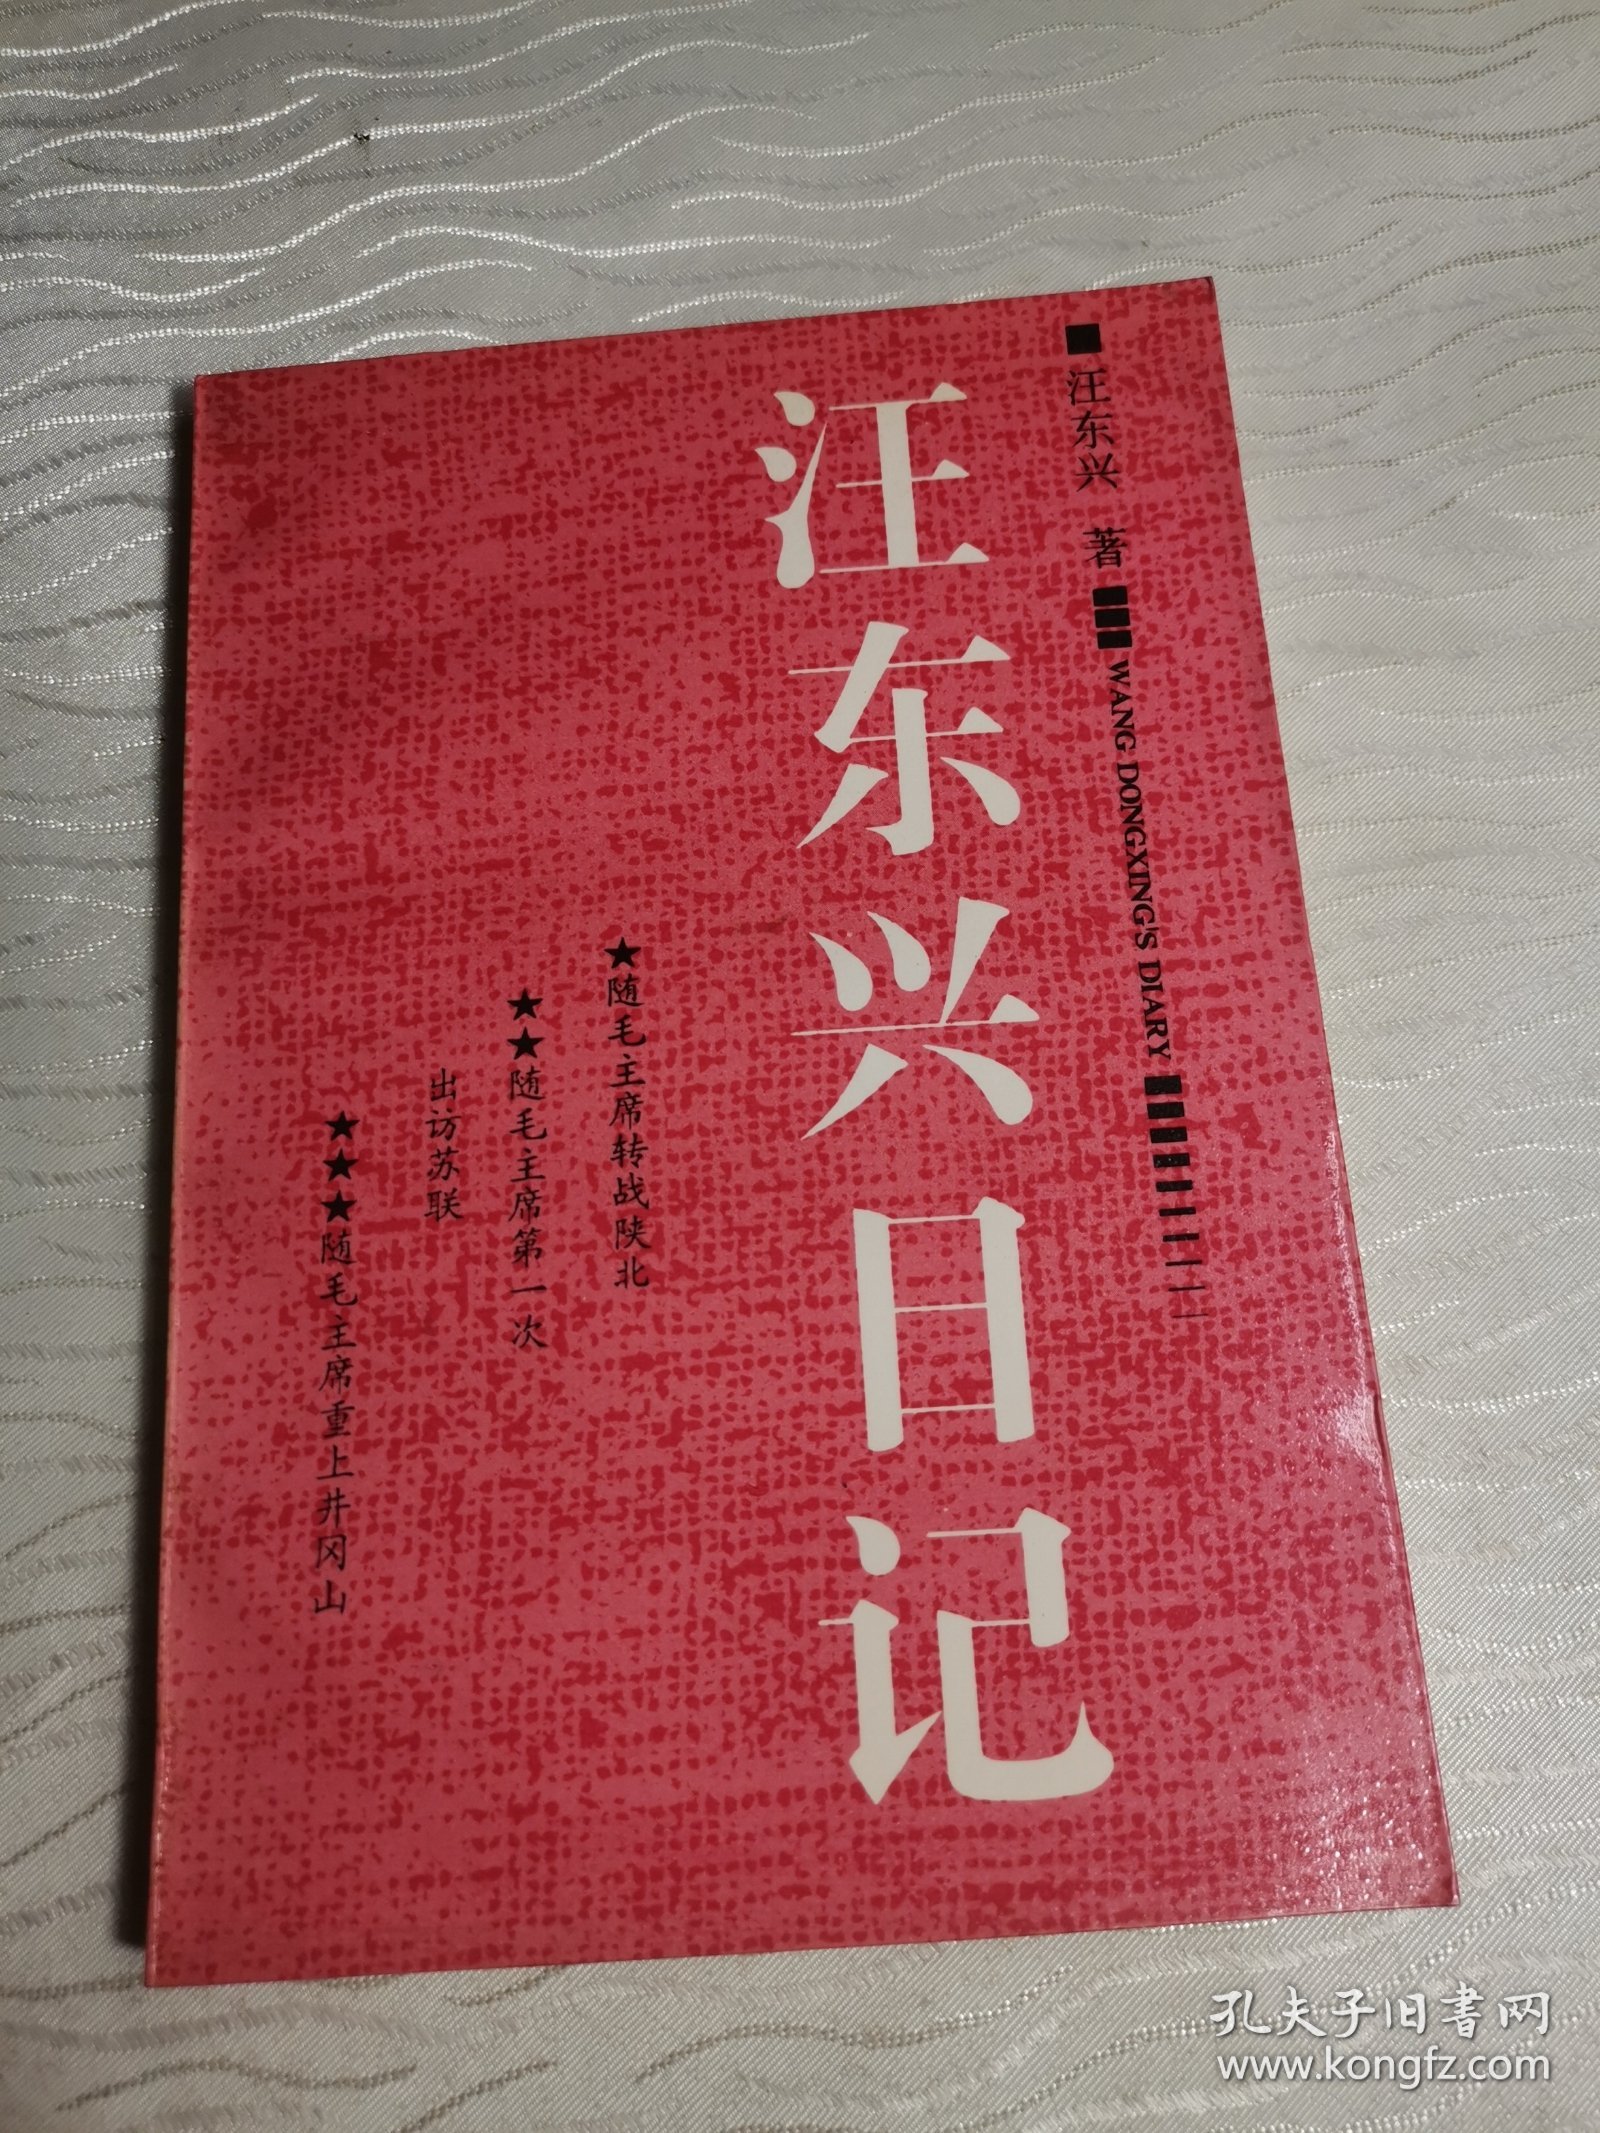 汪东兴 著
WANG DONGXING'S DIARY
汪东兴日记
★随毛主席转战陕北
★★随毛主席第一次
出访苏联
★★★随毛主席重上井冈山
孔夫子旧书网
www.kongfz.com